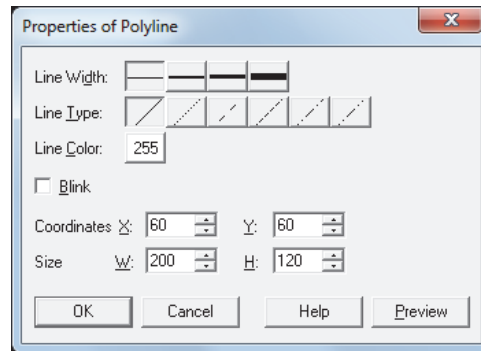 Properties of Polyline
Line Width:
Line Type:
Line Color: 255
Blink
Coordinates X: 60 Y: 60
Size W: 200 H: 120
OK Cancel Help Preview